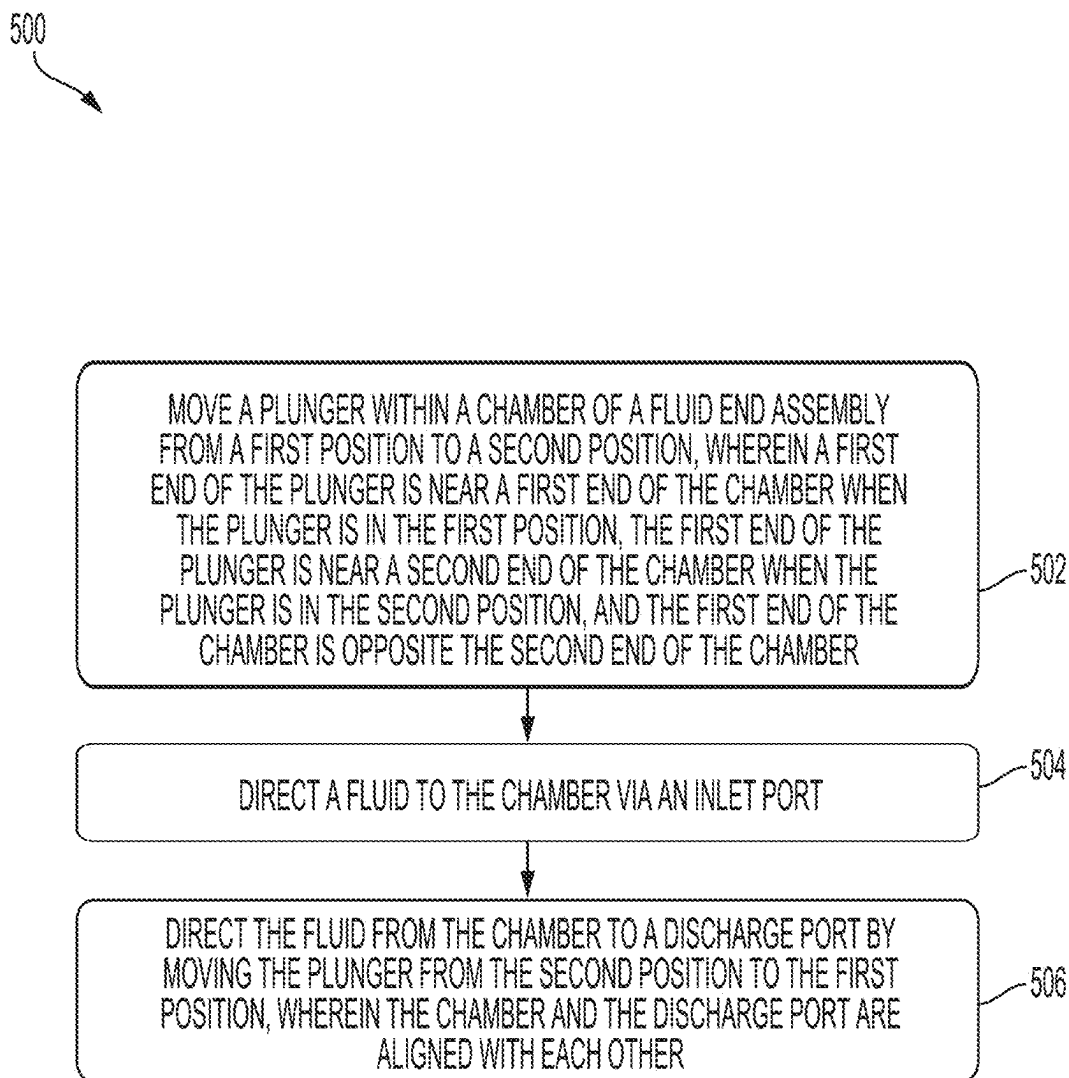 500
MOVE A PLUNGER WITHIN A CHAMBER OF A FLUID END ASSEMBLY
FROM A FIRST POSITION TO A SECOND POSITION, WHEREIN A FIRST
END OF THE PLUNGER IS NEAR A FIRST END OF THE CHAMBER WHEN
THE PLUNGER IS IN THE FIRST POSITION, THE FIRST END OF THE
PLUNGER IS NEAR A SECOND END OF THE CHAMBER WHEN THE
PLUNGER IS IN THE SECOND POSITION, AND THE FIRST END OF THE
CHAMBER IS OPPOSITE THE SECOND END OF THE CHAMBER
502
DIRECT A FLUID TO THE CHAMBER VIA AN INLET PORT
504
DIRECT THE FLUID FROM THE CHAMBER TO A DISCHARGE PORT BY
MOVING THE PLUNGER FROM THE SECOND POSITION TO THE FIRST
POSITION, WHEREIN THE CHAMBER AND THE DISCHARGE PORT ARE
ALIGNED WITH EACH OTHER
506